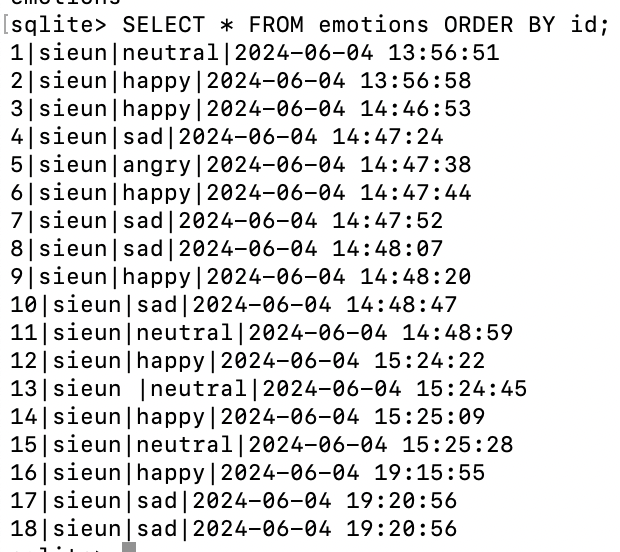 emotions
[sqlite> SELECT * FROM emotions ORDER BY id;
1|sieun|neutral|2024-06-04 13:56:51
2|sieun|happy|2024-06-04 13:56:58
3|sieun|happy|2024-06-04 14:46:53
4|sieun|sad|2024-06-04 14:47:24
5|sieun|angry|2024-06-04 14:47:38
6|sieun|happy|2024-06-04 14:47:44
7|sieun|sad|2024-06-04 14:47:52
8|sieun|sad|2024-06-04 14:48:07
9|sieun|happy|2024-06-04 14:48:20
10|sieun|sad|2024-06-04 14:48:47
11|sieun|neutral|2024-06-04 14:48:59
12|sieun|happy|2024-06-04 15:24:22
13|sieun |neutral|2024-06-04 15:24:45
14|sieun|happy|2024-06-04 15:25:09
15|sieun|neutral|2024-06-04 15:25:28
16|sieun|happy|2024-06-04 19:15:55
17|sieun|sad|2024-06-04 19:20:56
18|sieun|sad|2024-06-04 19:20:56
sqlite>